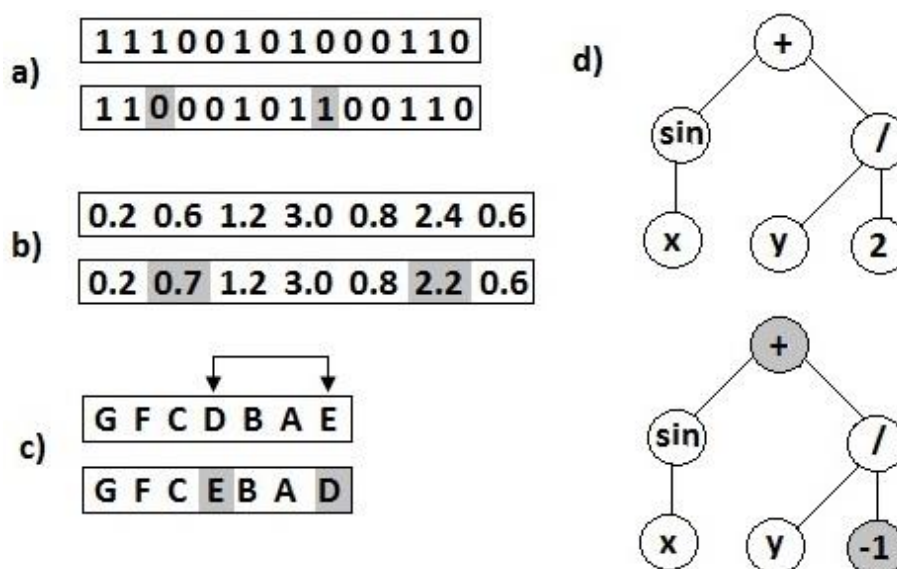 a)
1 1 1 0 0 1 0 1 0 0 0 1 1 0
1 1 0 0 0 1 0 1 1 0 0 1 1 0
b)
0.2 0.6 1.2 3.0 0.8 2.4 0.6
0.2 0.7 1.2 3.0 0.8 2.2 0.6
c)
G F C D B A E
G F C E B A D
d)
+
sin /
x y 2
+
sin /
x y -1